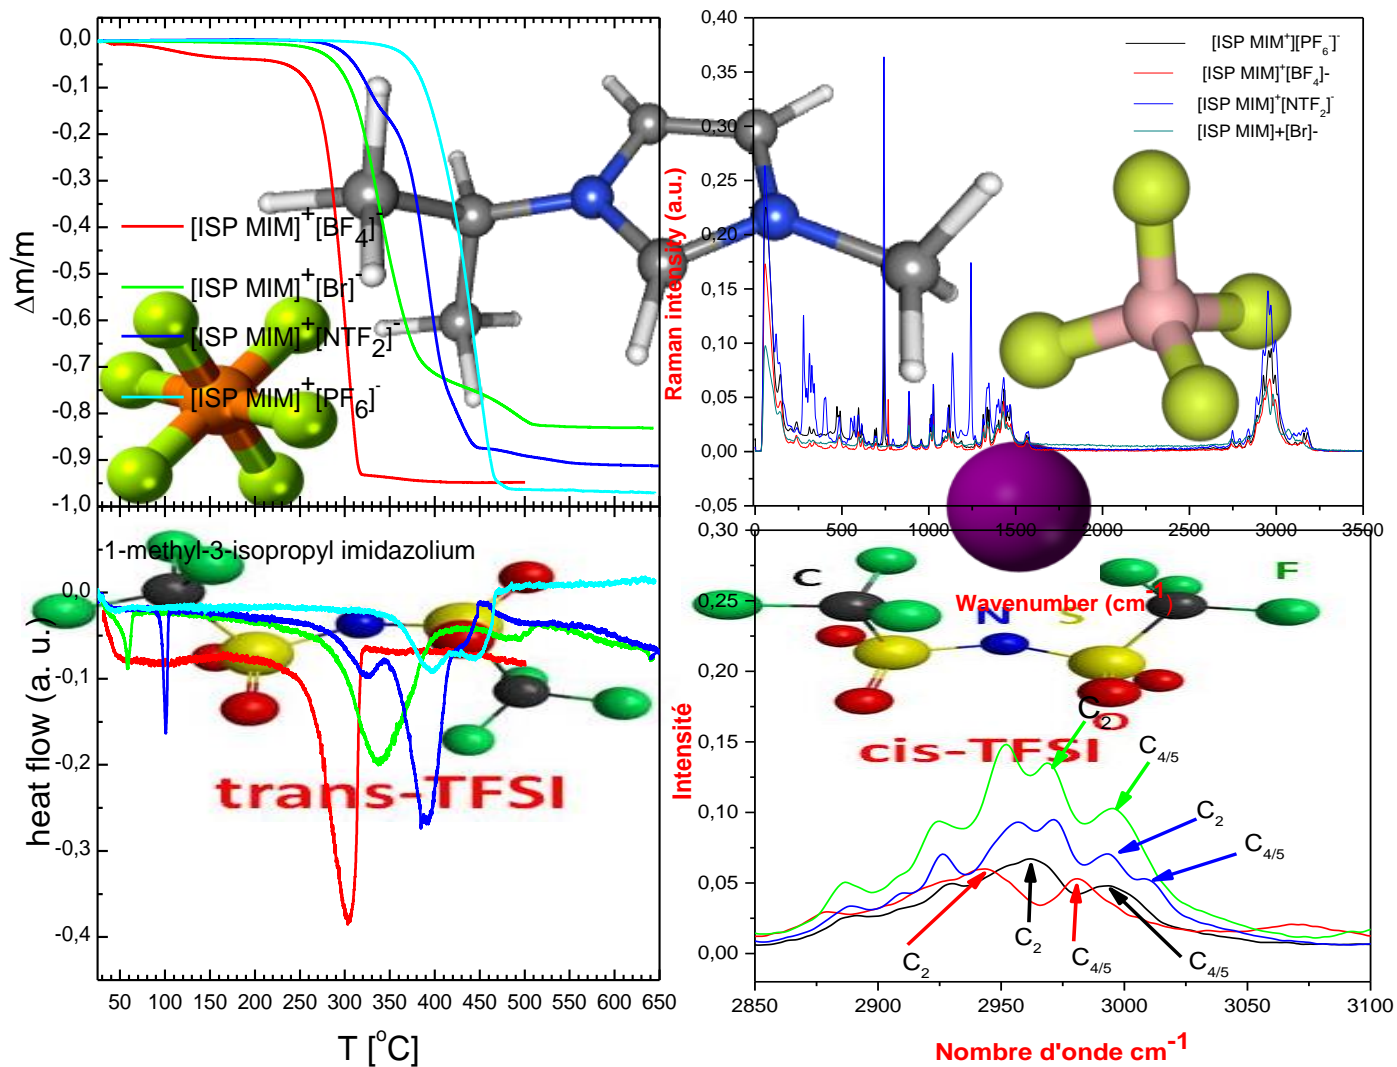 0,0
-0,1
-0,2
-0,3
-0,4
-0,5
-0,6
-0,7
-0,8
-0,9
-1,0
Δm/m
[ISP MIM]⁺[BF₄]⁻
[ISP MIM]⁺[Br]⁻
[ISP MIM]⁺[NTF₂]⁻
[ISP MIM]⁺[PF₆]⁻
0,40
0,35
0,30
0,25
0,20
0,15
0,10
0,05
0,00
-0,05
Raman intensity (a.u.)
[ISP MIM⁺][PF₆]⁻
[ISP MIM]⁺[BF₄]-
[ISP MIM]⁺[NTF₂]⁻
[ISP MIM]+[Br]-
0 500 1000 1500 2000 2500 3000 3500
Wavenumber (cm⁻¹)
1-methyl-3-isopropyl imidazolium
0,0
-0,1
-0,2
-0,3
-0,4
heat flow (a. u.)
trans-TFSI
50 100 150 200 250 300 350 400 450 500 550 600 650
T [°C]
0,30
0,25
0,20
0,15
0,10
0,05
0,00
Intensité
C
N
S
F
O
cis-TFSI
C₂
C₄/₅
C₂
C₄/₅
C₂
C₂
C₄/₅
C₄/₅
2850 2900 2950 3000 3050 3100
Nombre d'onde cm⁻¹